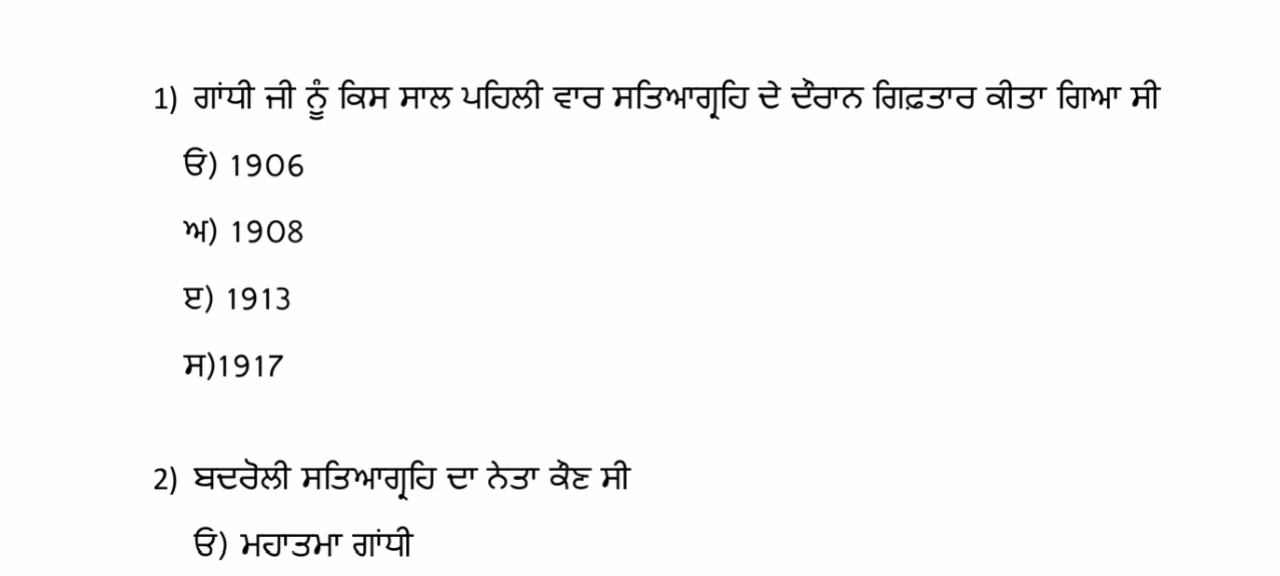 1) ਗਾਂਧੀ ਜੀ ਨੂੰ ਕਿਸ ਸਾਲ ਪਹਿਲੀ ਵਾਰ ਸਤਿਆਗ੍ਰਹਿ ਦੇ ਦੌਰਾਨ ਗਿਫ਼ਤਾਰ ਕੀਤਾ ਗਿਆ ਸੀ
ੳ) 1906
ਅ) 1908
ੲ) 1913
ਸ)1917
2) ਬਦਰੋਲੀ ਸਤਿਆਗ੍ਰਹਿ ਦਾ ਨੇਤਾ ਕੌਣ ਸੀ
ੳ) ਮਹਾਤਮਾ ਗਾਂਧੀ